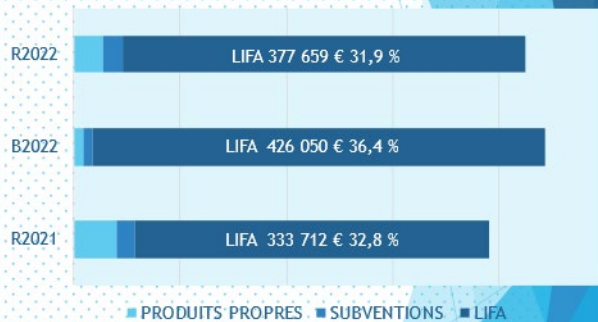 R2022
LIFA 377 659 € 31,9 %
B2022
LIFA 426 050 € 36,4 %
R2021
LIFA 333 712 € 32,8 %
PRODUITS PROPRES SUBVENTIONS LIFA